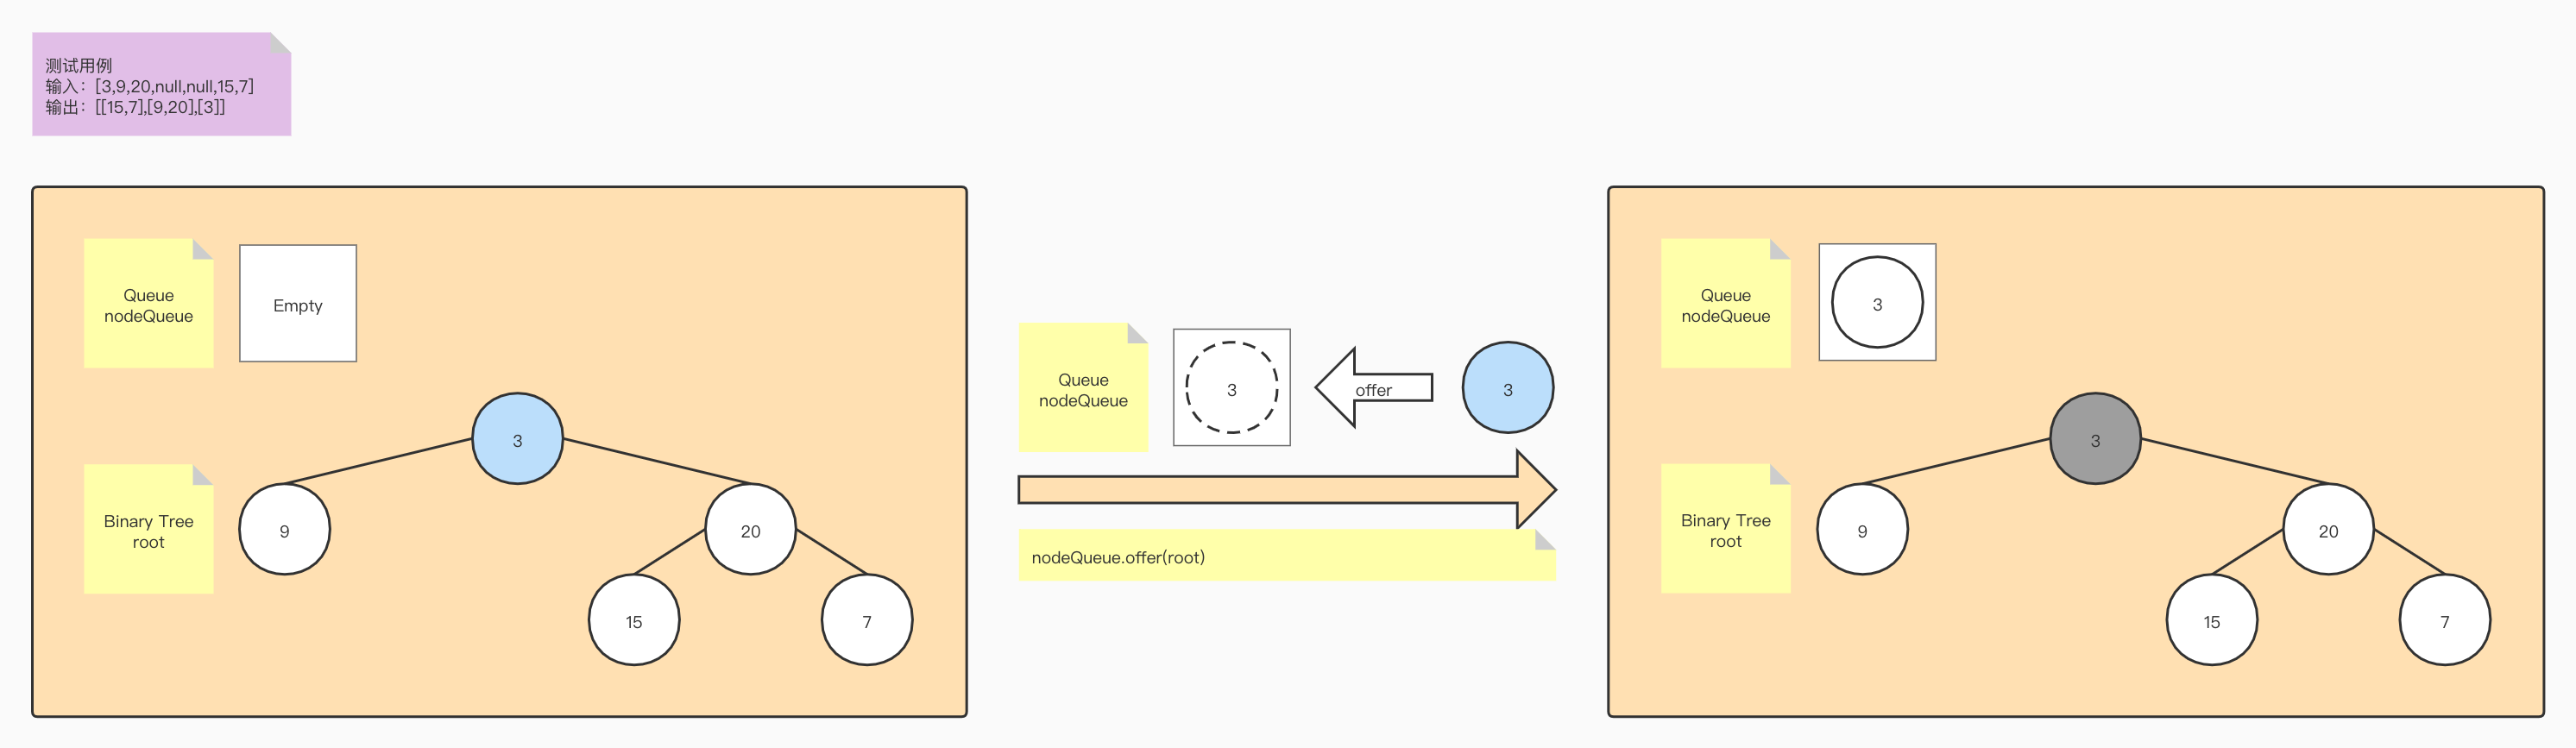 测试用例
输入：[3,9,20,null,null,15,7]
输出：[[15,7],[9,20],[3]]
Queue
nodeQueue
Empty
3
Binary Tree
root
9
20
15
7
Queue
nodeQueue
3
offer
3
nodeQueue.offer(root)
Queue
nodeQueue
3
3
Binary Tree
root
9
20
15
7